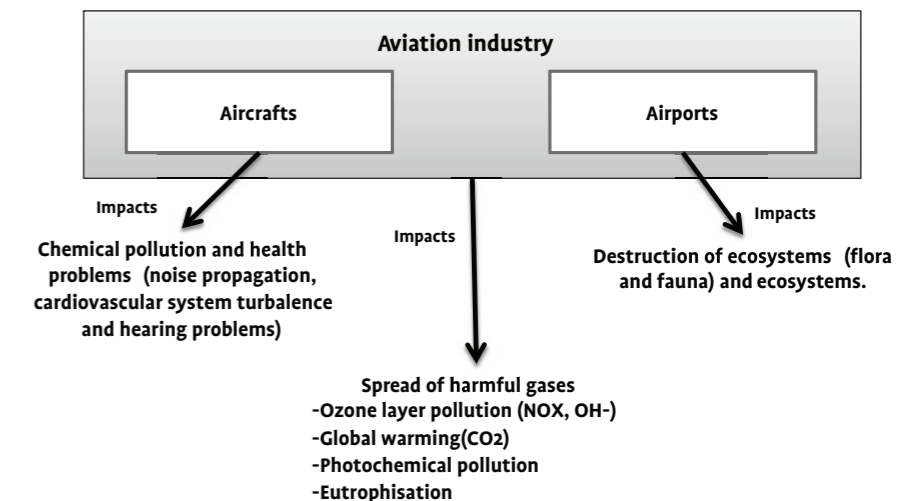 Aviation industry
Aircrafts
Airports
Impacts
Chemical pollution and health
problems (noise propagation,
cardiovascular system turbalence
and hearing problems)
Impacts
Spread of harmful gases
-Ozone layer pollution (NOX, OH-)
-Global warming(CO2)
-Photochemical pollution
-Eutrophisation
Impacts
Destruction of ecosystems (flora
and fauna) and ecosystems.